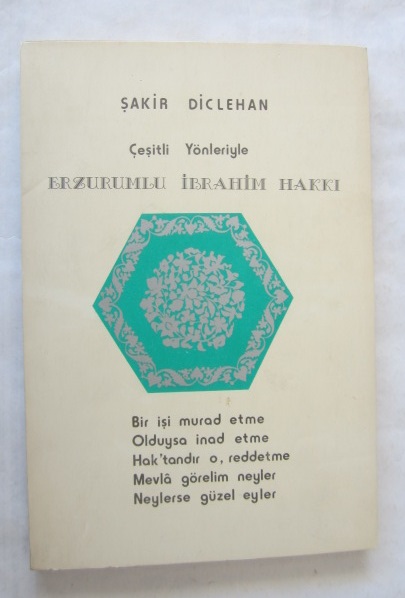 ŞAKİR DİCLEHAN
Çeşitli Yönleriyle
ERZURUMLU İBRAHİM HAKKI
Bir işi murad etme
Olduysa inad etme
Hak'tandır o, reddetme
Mevlâ görelim neyler
Neylerse güzel eyler